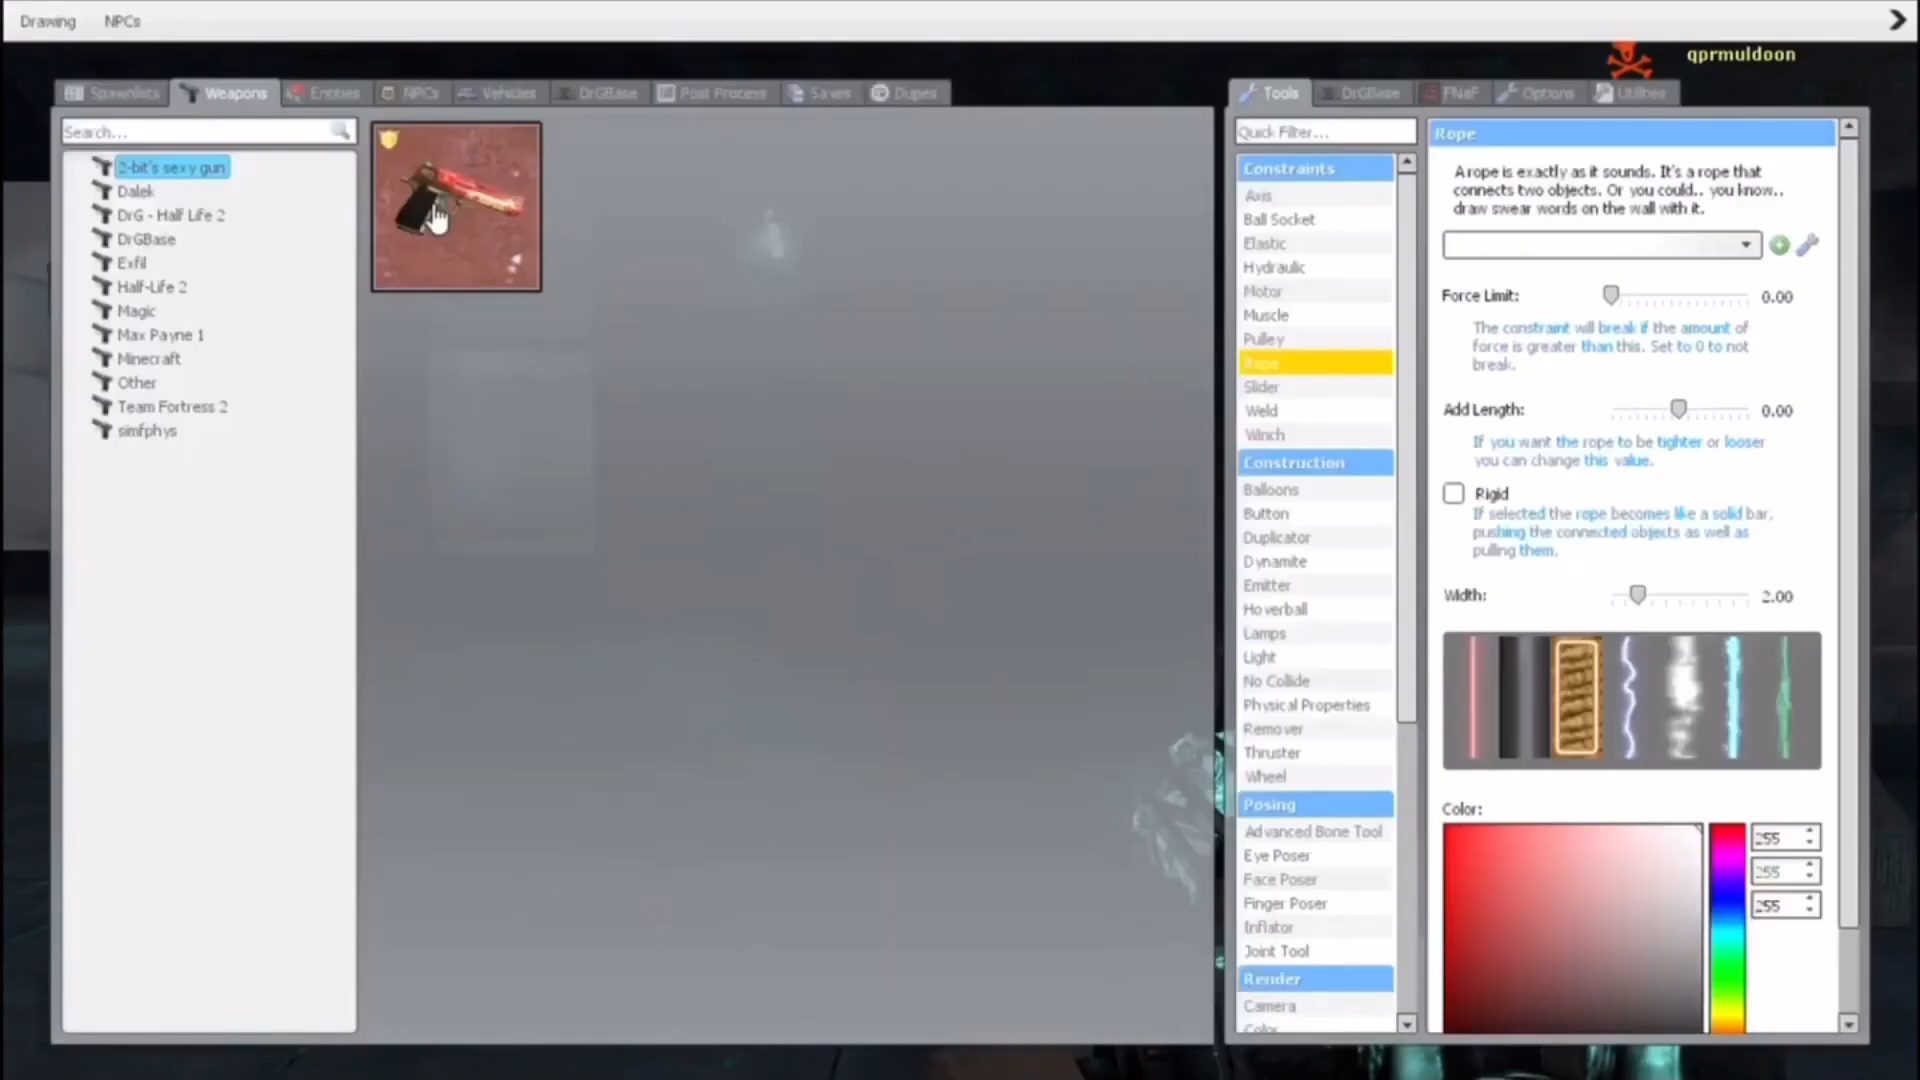 Drawing NPCs
qprmuldoon
Spawnlists Weapons Entities NPCs Vehicles DrGBase Post Process Saves Dupes
Search...
2-bit's sexy gun
Dalek
DrG - Half Life 2
DrGBase
Exfil
Half-Life 2
Magic
Max Payne 1
Minecraft
Other
Team Fortress 2
simfphys
Tools DrGBase FNaF Options Utilities
Quick Filter...
Constraints
Axis
Ball Socket
Elastic
Hydraulic
Motor
Muscle
Pulley
Rope
Slider
Weld
Winch
Construction
Balloons
Button
Duplicator
Dynamite
Emitter
Hoverball
Lamps
Light
No Collide
Physical Properties
Remover
Thruster
Wheel
Posing
Advanced Bone Tool
Eye Poser
Face Poser
Finger Poser
Inflator
Joint Tool
Render
Camera
Color
Rope
A rope is exactly as it sounds. It's a rope that
connects two objects. Or you could.. you know..
draw swear words on the wall with it.
Force Limit: 0.00
The constraint will break if the amount of
force is greater than this. Set to 0 to not
break.
Add Length: 0.00
If you want the rope to be tighter or looser
you can change this value.
Rigid
If selected the rope becomes like a solid bar,
pushing the connected objects as well as
pulling them.
Width: 2.00
Color:
255
255
255